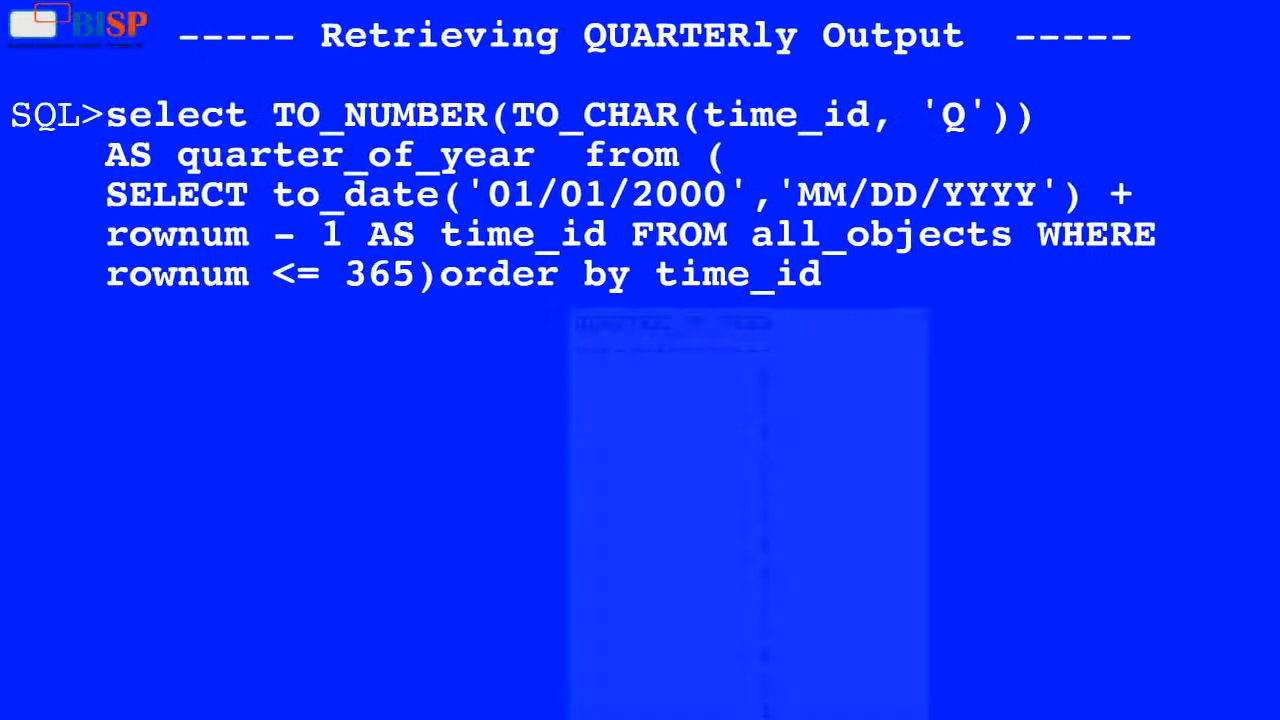 BISP
----- Retrieving QUARTERly Output -----
SQL>select TO_NUMBER(TO_CHAR(time_id, 'Q'))
AS quarter_of_year from (
SELECT to_date('01/01/2000','MM/DD/YYYY') +
rownum - 1 AS time_id FROM all_objects WHERE
rownum <= 365)order by time_id